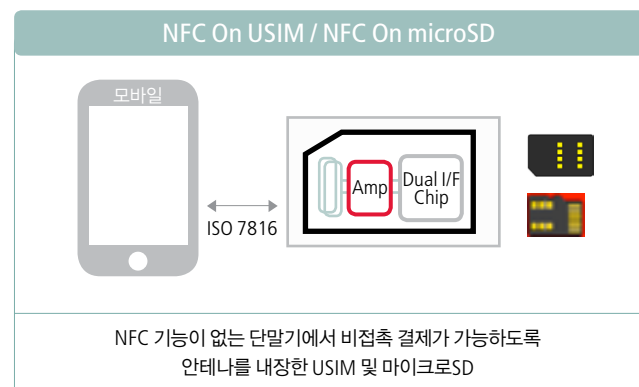 NFC On USIM / NFC On microSD
모바일
Amp
Dual I/F
Chip
ISO 7816
NFC 기능이 없는 단말기에서 비접촉 결제가 가능하도록
안테나를 내장한 USIM 및 마이크로SD